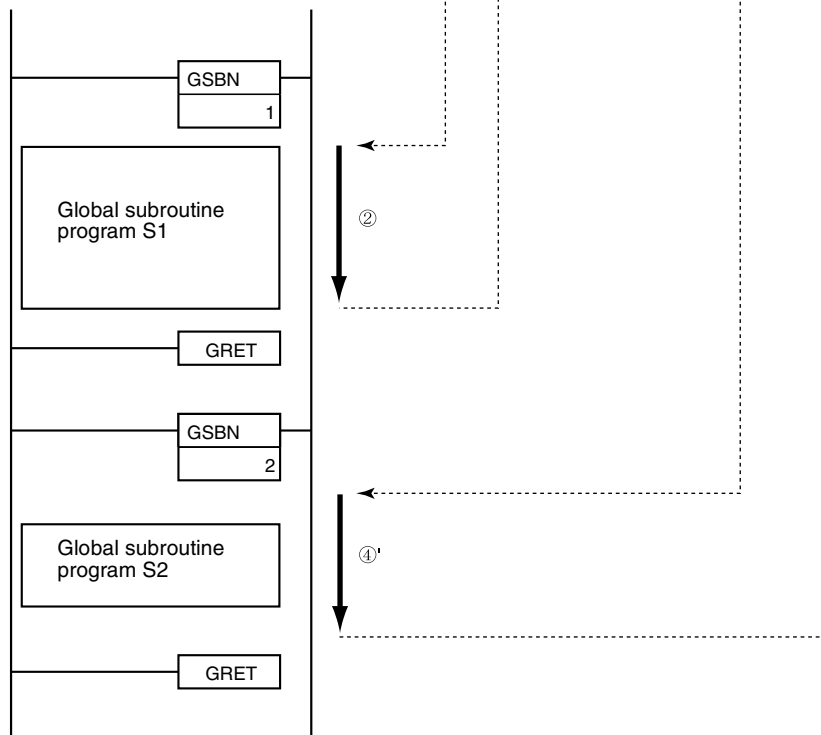 GSBN
1
Global subroutine
program S1
②
GRET
GSBN
2
Global subroutine
program S2
④'
GRET